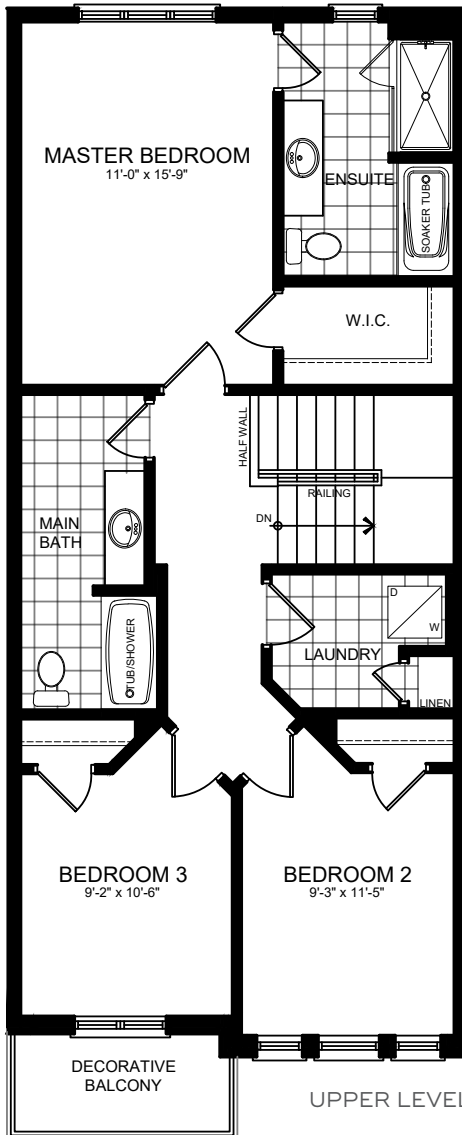 MASTER BEDROOM
11'-0" x 15'-9"
ENSUITE
SOAKER TUB
W.I.C.
HALF WALL
RAILING
DN
MAIN
BATH
TUB/SHOWER
D
W
LAUNDRY
LINEN
BEDROOM 3
9'-2" x 10'-6"
BEDROOM 2
9'-3" x 11'-5"
DECORATIVE
BALCONY
UPPER LEVEL